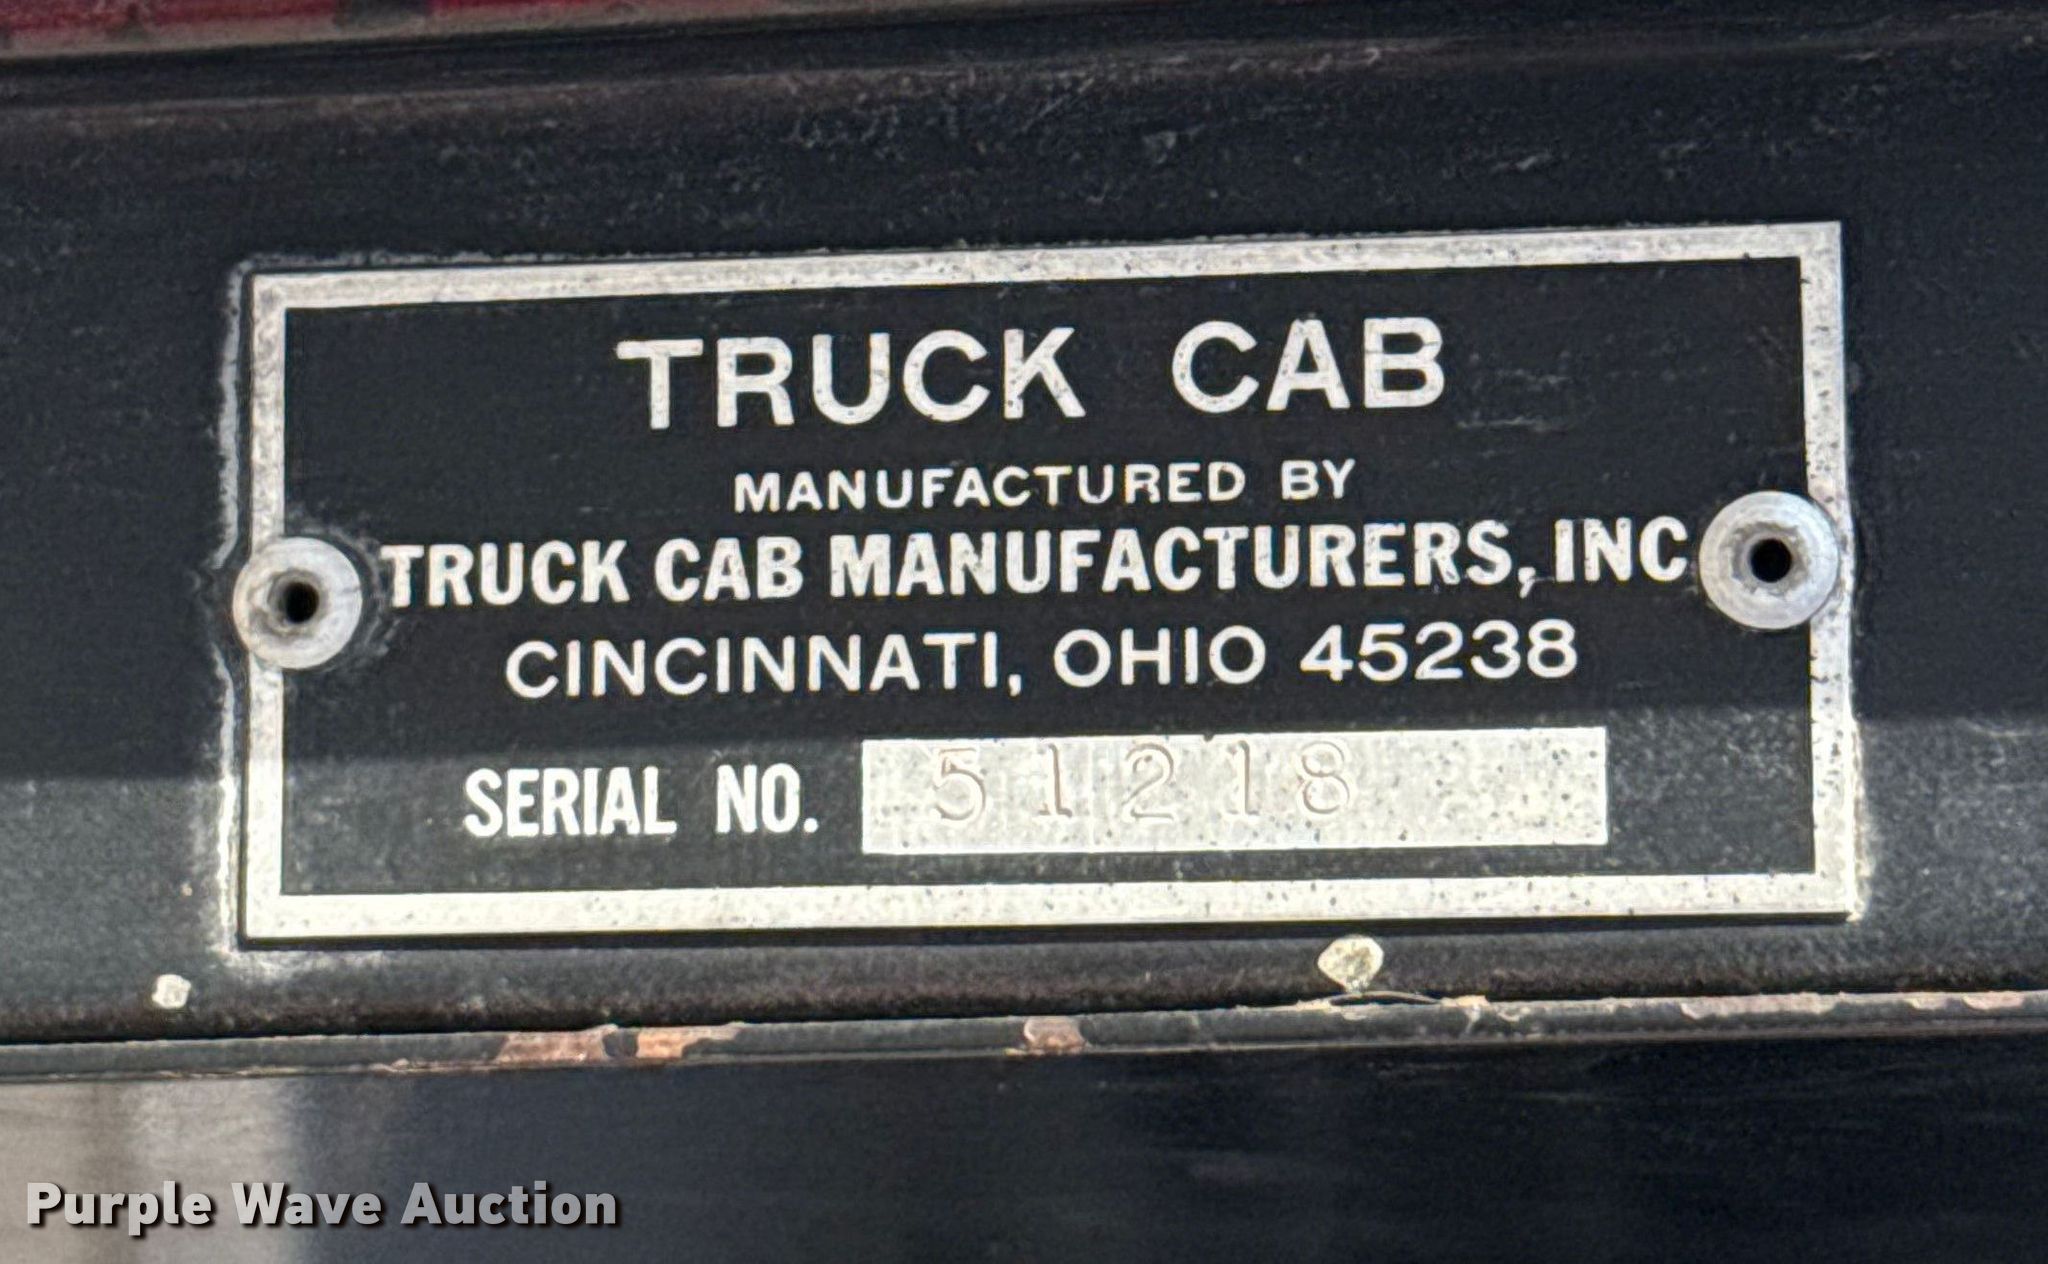 TRUCK CAB
MANUFACTURED BY
TRUCK CAB MANUFACTURERS, INC
CINCINNATI, OHIO 45238
SERIAL NO. 51218
Purple Wave Auction